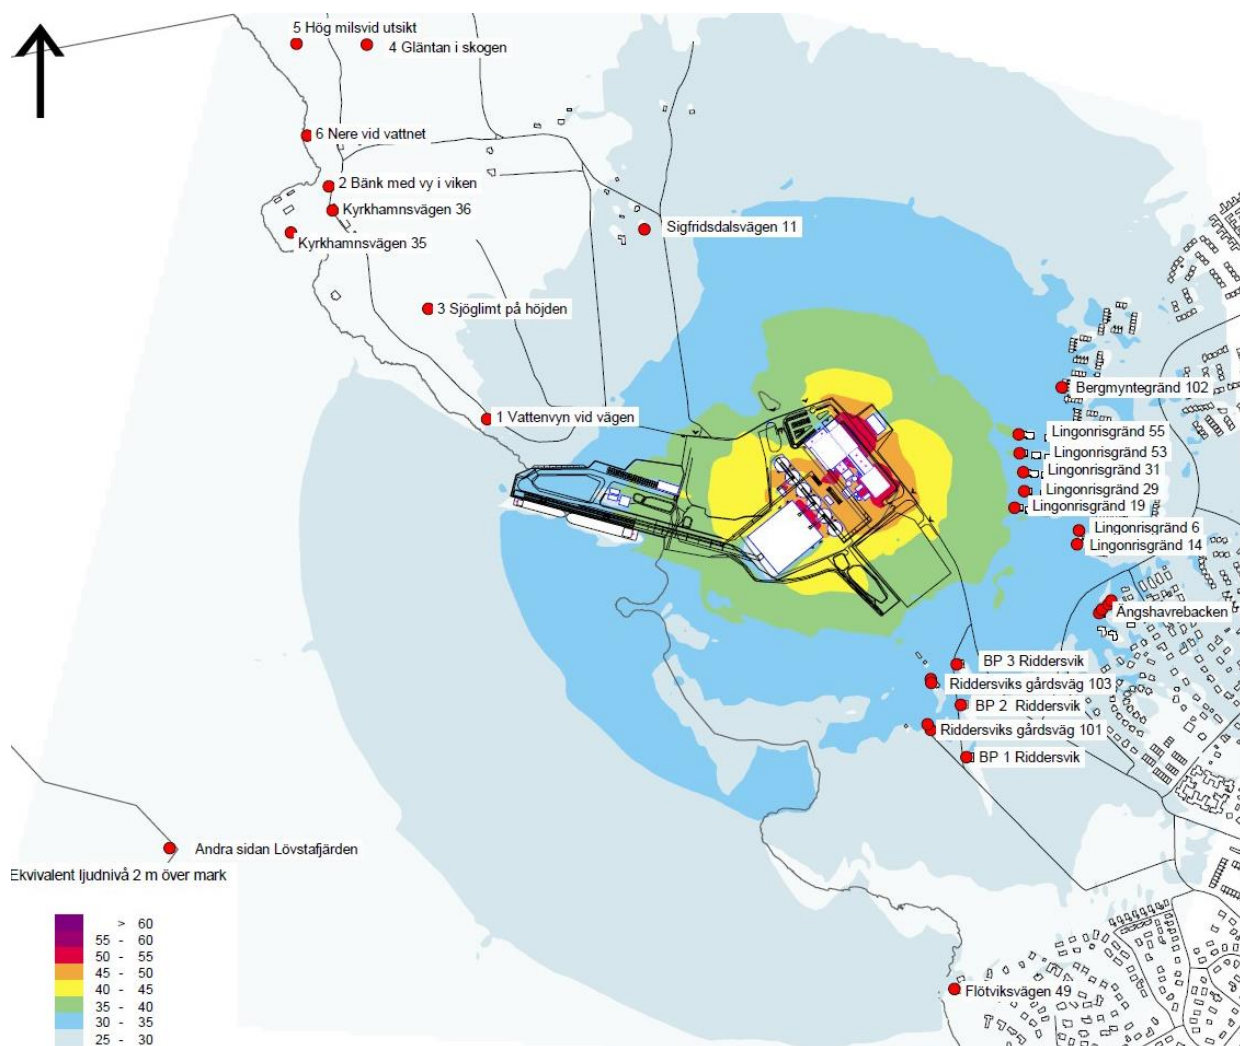 5 Hög milsvid utsikt
4 Gläntan i skogen
6 Nere vid vattnet
2 Bänk med vy i viken
Kyrkhamnsvägen 36
Kyrkhamnsvägen 35
Sigfridsdalsvägen 11
3 Sjöglimt på höjden
1 Vattenvyn vid vägen
Bergmyntegränd 102
Lingonrisgränd 55
Lingonrisgränd 53
Lingonrisgränd 31
Lingonrisgränd 29
Lingonrisgränd 19
Lingonrisgränd 6
Lingonrisgränd 14
Ängshavrebacken
BP 3 Riddersvik
Riddersviks gårdsväg 103
BP 2 Riddersvik
Riddersviks gårdsväg 101
BP 1 Riddersvik
Andra sidan Lövstafjärden
Ekvivalent ljudnivå 2 m över mark
Flötviksvägen 49
> 60
55 - 60
50 - 55
45 - 50
40 - 45
35 - 40
30 - 35
25 - 30